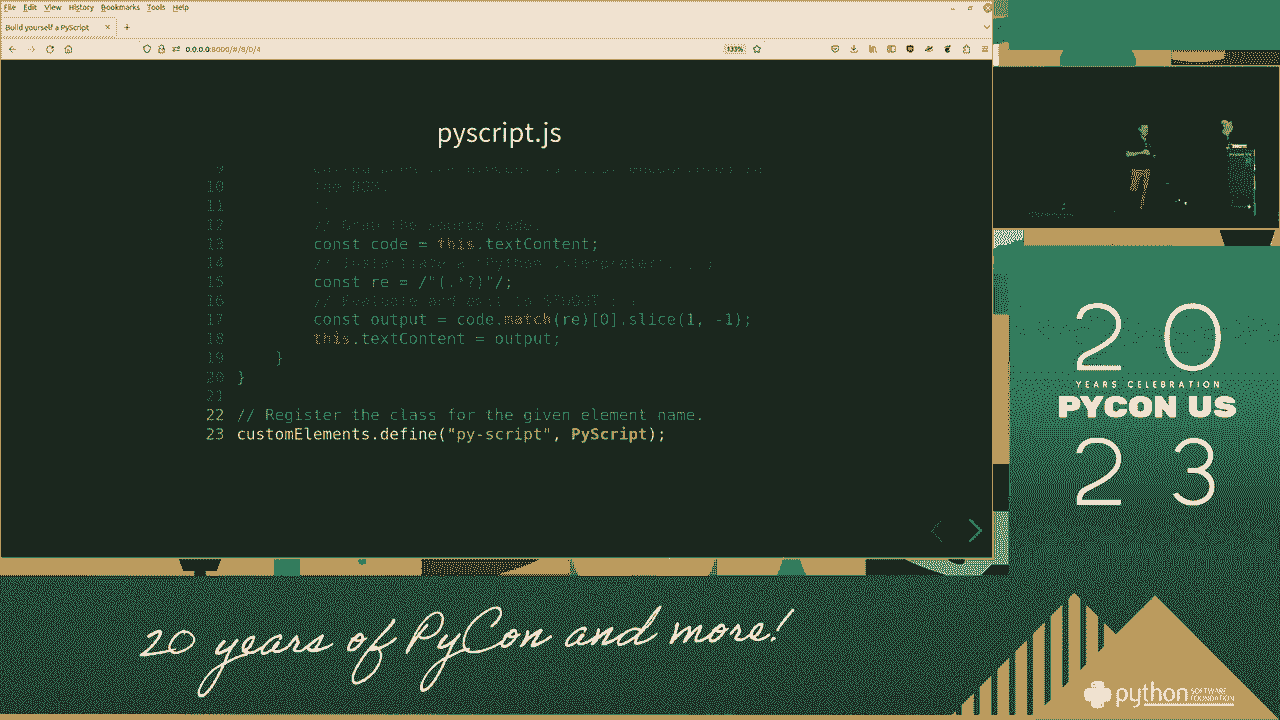 File Edit View History Bookmarks Tools Help
Build yourself a PyScript
0.0.0.0:8000/#/8/0/4
133%
pyscript.js
9
10 the DOM.
11
12 // Grab the source code.
13 const code = this.textContent;
14 // Instantiate a "Python interpreter". ;
15 const re = /"(.*?)"/;
16 // Evaluate and emit to STDOUT
17 const output = code.match(re)[0].slice(1, -1);
18 this.textContent = output;
19 }
20 }
21
22 // Register the class for the given element name.
23 customElements.define("py-script", PyScript);
20
YEARS CELEBRATION
PYCON US
23
20 years of PyCon and more!
python SOFTWARE FOUNDATION